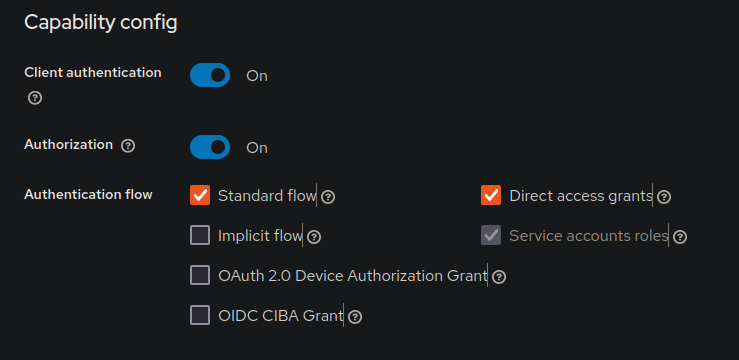 Capability config
Client authentication
On
Authorization
On
Authentication flow
Standard flow
Direct access grants
Implicit flow
Service accounts roles
OAuth 2.0 Device Authorization Grant
OIDC CIBA Grant